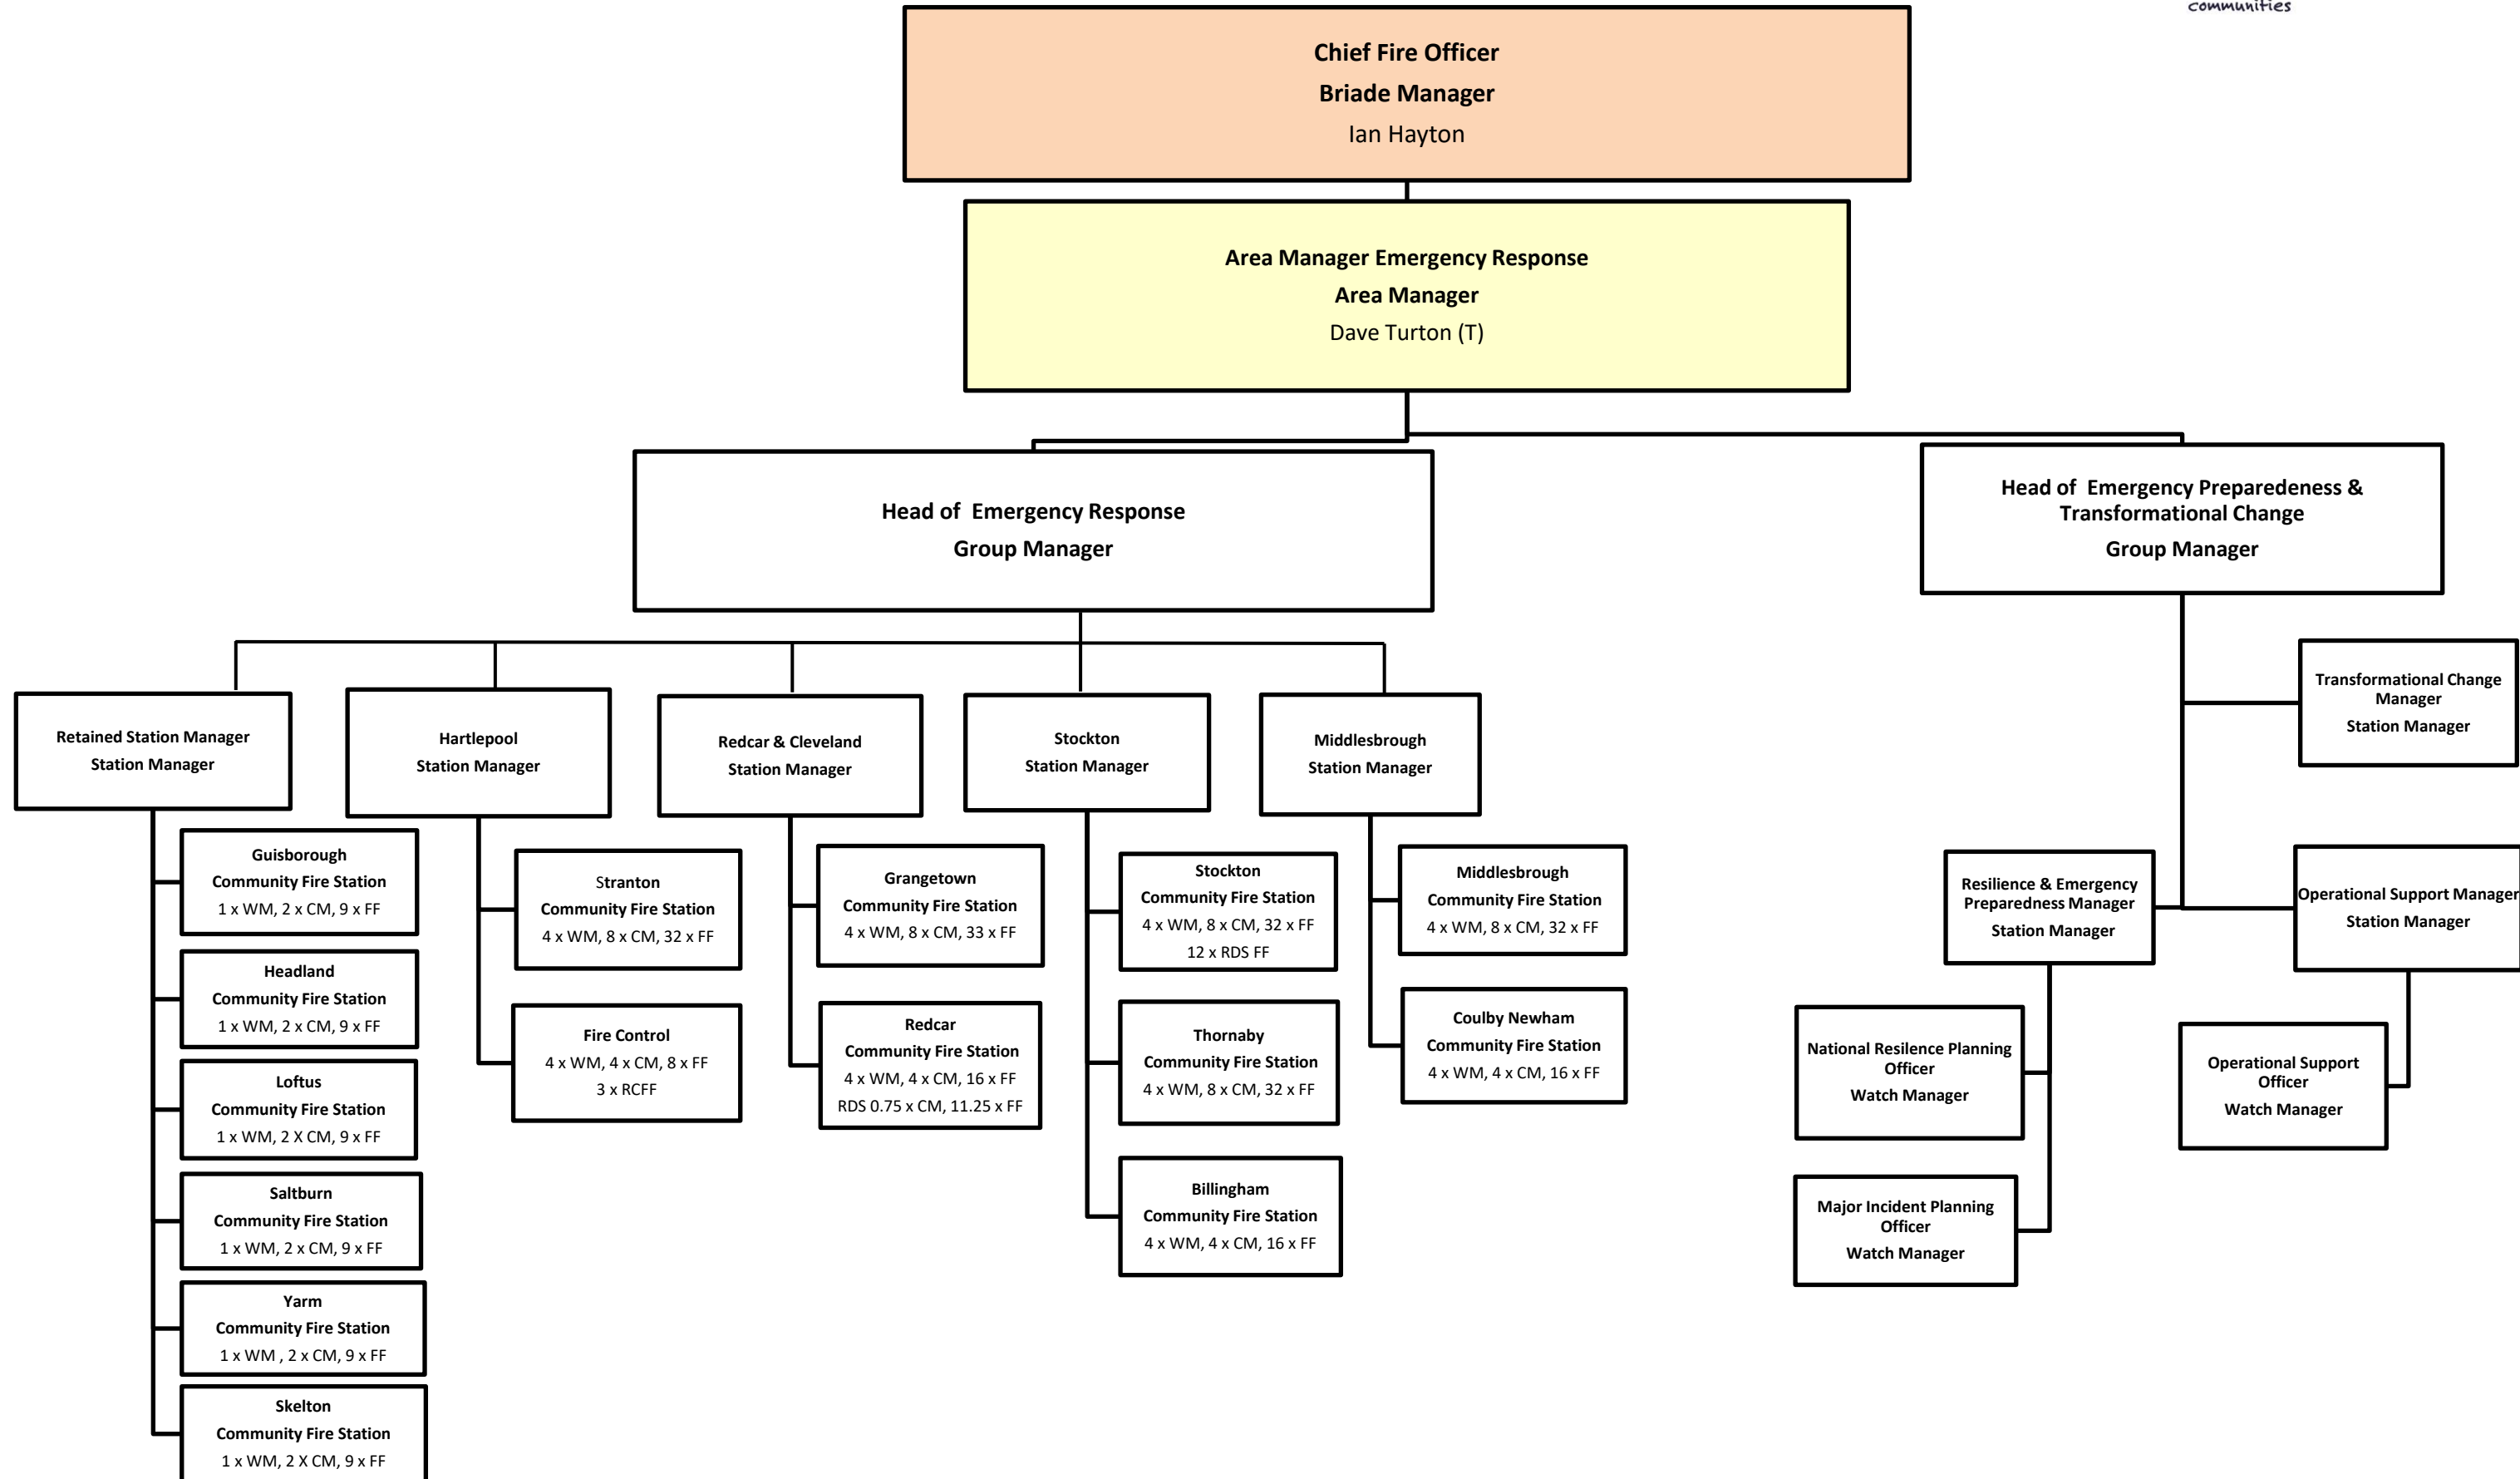 communities
Chief Fire Officer
Briade Manager
Ian Hayton
Area Manager Emergency Response
Area Manager
Dave Turton (T)
Head of  Emergency Response
Group Manager
Head of  Emergency Preparedeness &
Transformational Change
Group Manager
Transformational Change
Manager
Station Manager
Retained Station Manager
Station Manager
Hartlepool
Station Manager
Redcar & Cleveland
Station Manager
Stockton
Station Manager
Middlesbrough
Station Manager
Guisborough
Community Fire Station
1 x WM, 2 x CM, 9 x FF
Headland
Community Fire Station
1 x WM, 2 x CM, 9 x FF
Loftus
Community Fire Station
1 x WM, 2 X CM, 9 x FF
Saltburn
Community Fire Station
1 x WM, 2 x CM, 9 x FF
Yarm
Community Fire Station
1 x WM , 2 x CM, 9 x FF
Skelton
Community Fire Station
1 x WM, 2 X CM, 9 x FF
Stranton
Community Fire Station
4 x WM, 8 x CM, 32 x FF
Fire Control
4 x WM, 4 x CM, 8 x FF
3 x RCFF
Grangetown
Community Fire Station
4 x WM, 8 x CM, 33 x FF
Redcar
Community Fire Station
4 x WM, 4 x CM, 16 x FF
RDS 0.75 x CM, 11.25 x FF
Stockton
Community Fire Station
4 x WM, 8 x CM, 32 x FF
12 x RDS FF
Thornaby
Community Fire Station
4 x WM, 8 x CM, 32 x FF
Billingham
Community Fire Station
4 x WM, 4 x CM, 16 x FF
Middlesbrough
Community Fire Station
4 x WM, 8 x CM, 32 x FF
Coulby Newham
Community Fire Station
4 x WM, 4 x CM, 16 x FF
Resilience & Emergency
Preparedness Manager
Station Manager
Operational Support Manager
Station Manager
National Resilence Planning
Officer
Watch Manager
Major Incident Planning
Officer
Watch Manager
Operational Support
Officer
Watch Manager